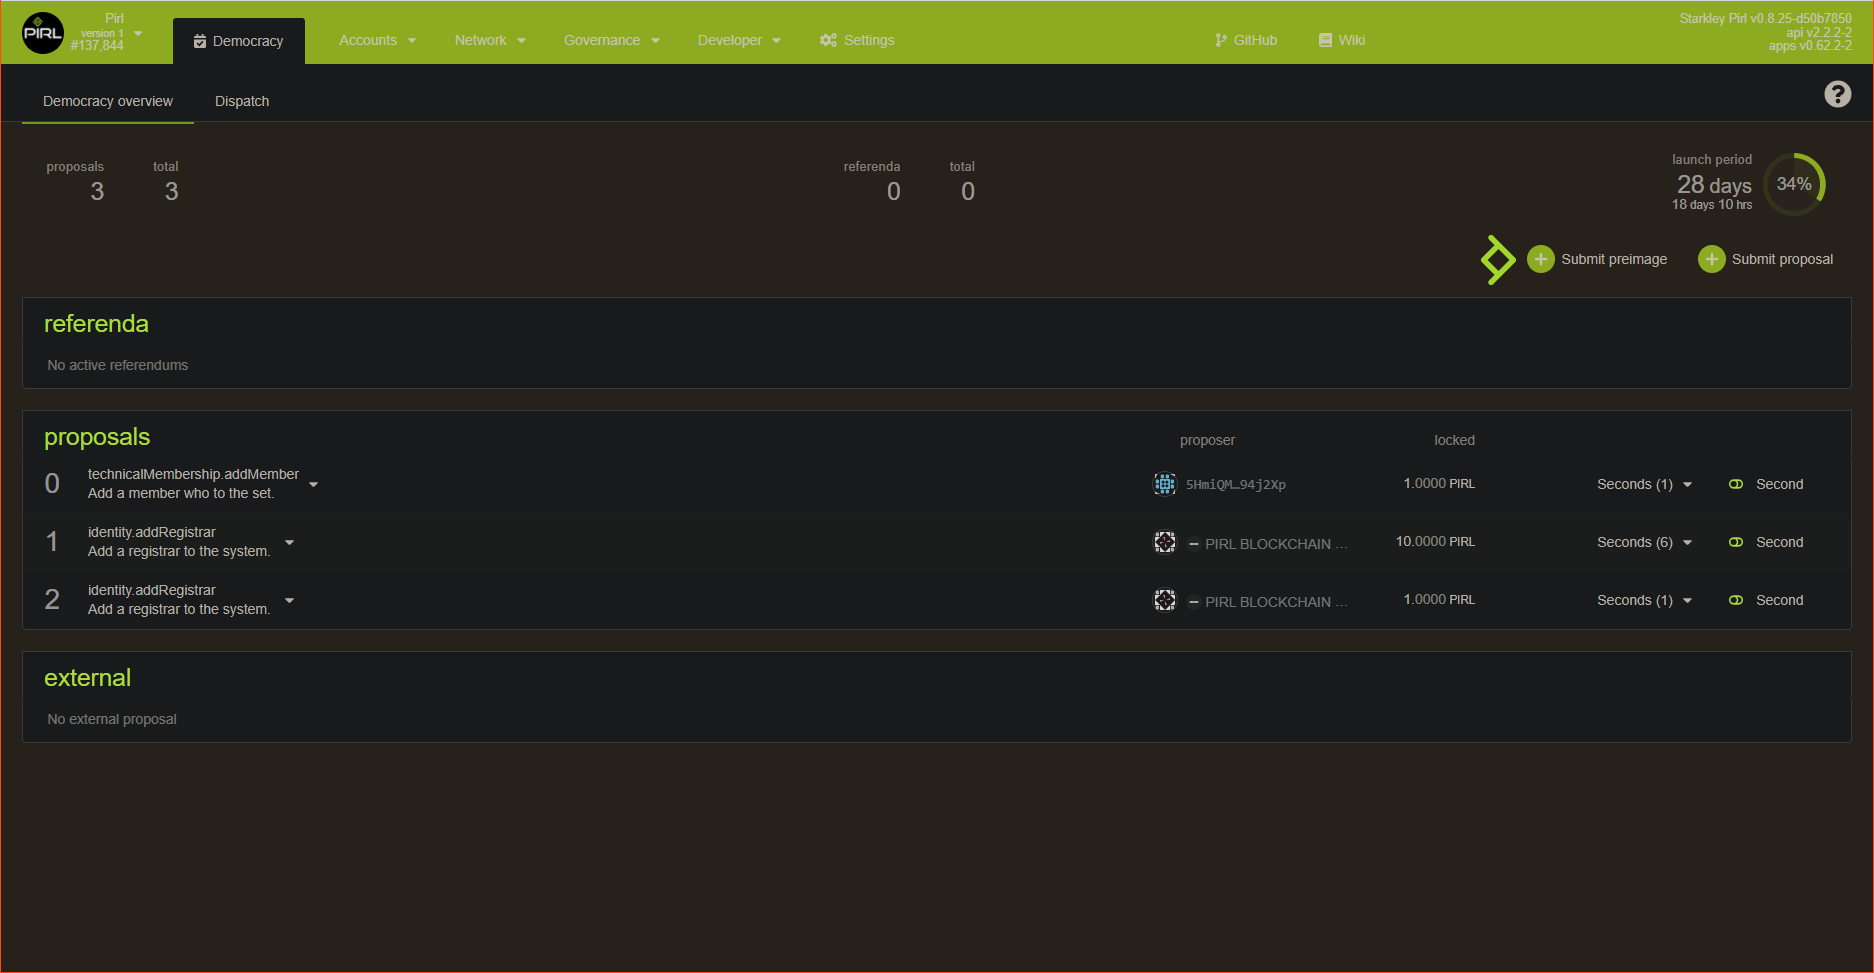 PIRL
Pirl
version 1
#137,844
Democracy
Accounts
Network
Governance
Developer
Settings
GitHub
Wiki
Starkley Pirl v0.8.25-d50b7850
api v2.2.2-2
apps v0.62.2-2
Democracy overview
Dispatch
?
proposals
3
total
3
referenda
0
total
0
launch period
28 days
18 days 10 hrs
34%
Submit preimage
Submit proposal
referenda
No active referendums
proposals
proposer
locked
0
technicalMembership.addMember
Add a member who to the set.
5HmiQM…94j2Xp
1.0000 PIRL
Seconds (1)
Second
1
identity.addRegistrar
Add a registrar to the system.
PIRL BLOCKCHAIN …
10.0000 PIRL
Seconds (6)
Second
2
identity.addRegistrar
Add a registrar to the system.
PIRL BLOCKCHAIN …
1.0000 PIRL
Seconds (1)
Second
external
No external proposal